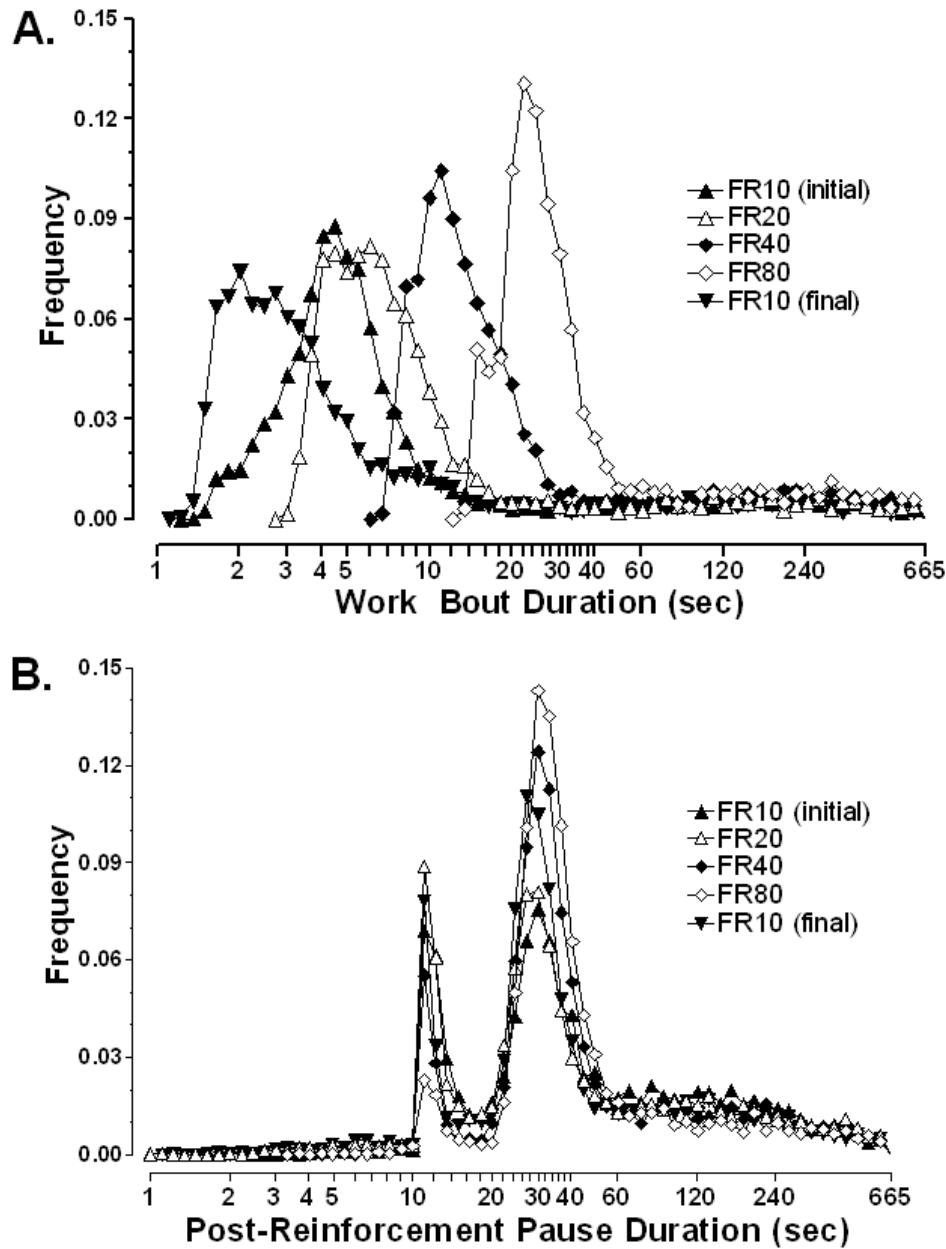 A.
0.15
0.12
0.09
0.06
0.03
0.00
Frequency
FR10 (initial)
FR20
FR40
FR80
FR10 (final)
1 2 3 4 5 10 20 30 40 60 120 240 665
Work Bout Duration (sec)
B.
0.15
0.12
0.09
0.06
0.03
0.00
Frequency
FR10 (initial)
FR20
FR40
FR80
FR10 (final)
1 2 3 4 5 10 20 30 40 60 120 240 665
Post-Reinforcement Pause Duration (sec)